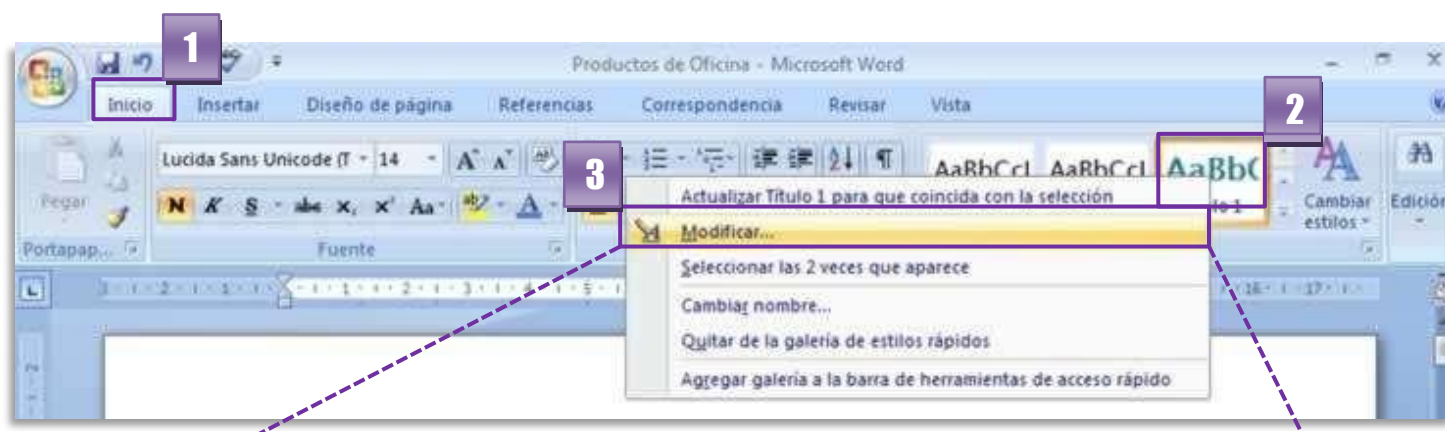 1
Productos de Oficina - Microsoft Word
Inicio Insertar Diseño de página Referencias Correspondencia Revisar Vista
2
Lucida Sans Unicode (T 14 A A
3
AaBbCcI AaBbCcI AaBbC
Pegar N K S abc x, x' Aa A
Cambiar estilos
Edición
Portapap... Fuente
Actualizar Título 1 para que coincida con la selección
Modificar...
Seleccionar las 2 veces que aparece
Cambiar nombre...
Quitar de la galería de estilos rápidos
Agregar galería a la barra de herramientas de acceso rápido